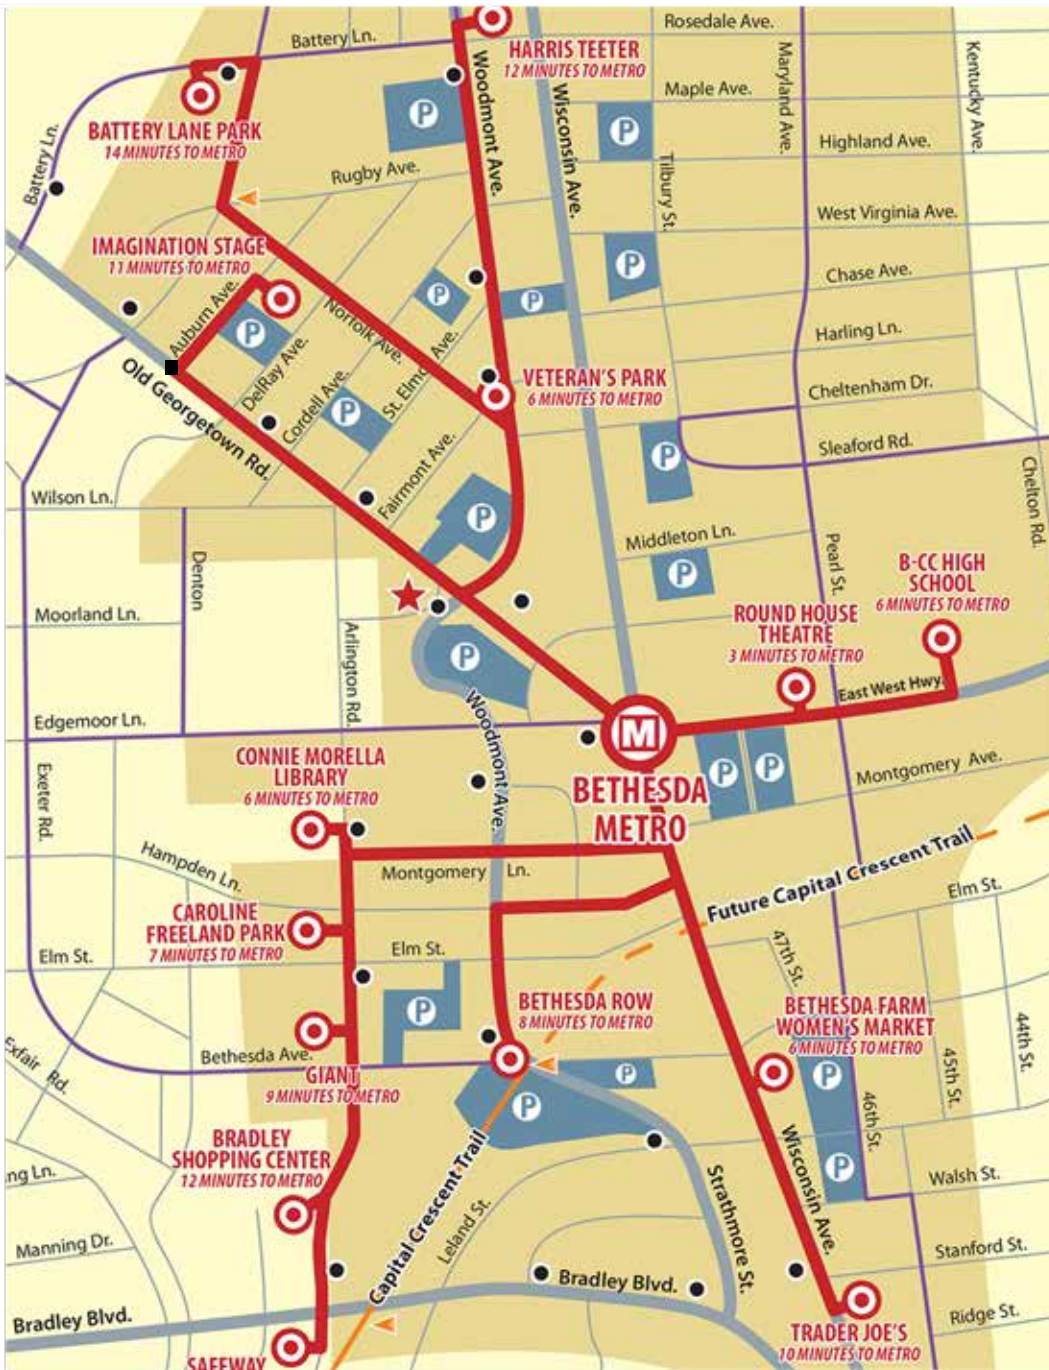 Battery Ln.
HARRIS TEETER
12 MINUTES TO METRO
Rosedale Ave.
Woodmont Ave.
Wisconsin Ave.
Maple Ave.
Maryland Ave.
Kentucky Ave.
BATTERY LANE PARK
14 MINUTES TO METRO
P
P
Highland Ave.
Battery Ln.
Rugby Ave.
Tilbury St.
West Virginia Ave.
IMAGINATION STAGE
11 MINUTES TO METRO
P
Chase Ave.
Auburn Ave.
P
P
P
Norfolk Ave.
Harling Ln.
DelRay Ave.
St. Elmo Ave.
Old Georgetown Rd.
Cordell Ave.
P
VETERAN'S PARK
6 MINUTES TO METRO
Cheltenham Dr.
P
Sleaford Rd.
Fairmont Ave.
Wilson Ln.
Chelton Rd.
P
Middleton Ln.
Pearl St.
Denton
P
B-CC HIGH
SCHOOL
6 MINUTES TO METRO
Moorland Ln.
Arlington Rd.
ROUND HOUSE
THEATRE
3 MINUTES TO METRO
P
East West Hwy.
Edgemoor Ln.
Woodmont Ave.
M
BETHESDA
METRO
P
P
Montgomery Ave.
Exeter Rd.
CONNIE MORELLA
LIBRARY
6 MINUTES TO METRO
Hampden Ln.
Montgomery Ln.
Future Capital Crescent Trail
Elm St.
CAROLINE
FREELAND PARK
7 MINUTES TO METRO
Elm St.
Elm St.
47th St.
P
BETHESDA ROW
8 MINUTES TO METRO
BETHESDA FARM
WOMEN'S MARKET
6 MINUTES TO METRO
44th St.
45th St.
Bethesda Ave.
Exfair Rd.
GIANT
9 MINUTES TO METRO
P
P
P
46th St.
BRADLEY
SHOPPING CENTER
12 MINUTES TO METRO
Capital Crescent Trail
Wisconsin Ave.
P
ng Ln.
Walsh St.
Strathmore St.
Leland St.
Manning Dr.
Stanford St.
Bradley Blvd.
Bradley Blvd.
Ridge St.
TRADER JOE'S
10 MINUTES TO METRO
SAFEWAY